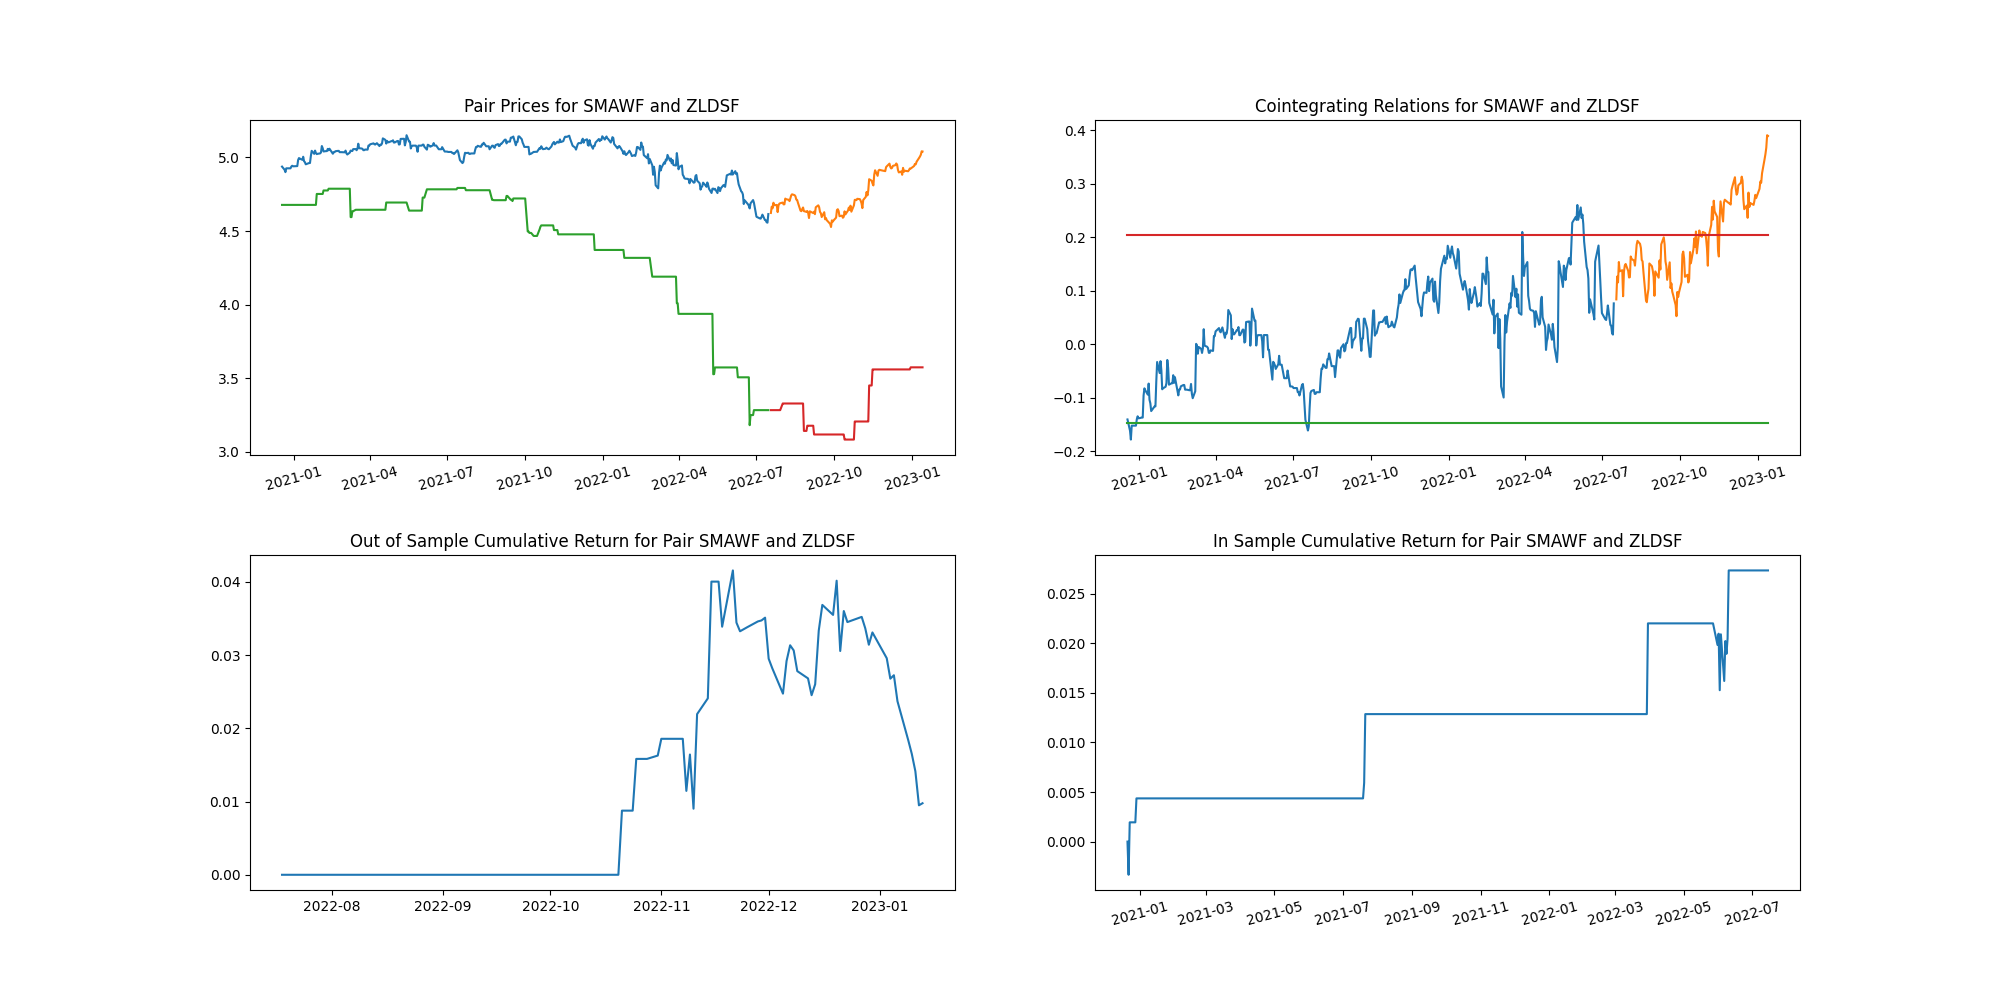 Pair Prices for SMAWF and ZLDSF
5.0
4.5
4.0
3.5
3.0
2021-01 2021-04 2021-07 2021-10 2022-01 2022-04 2022-07 2022-10 2023-01
Cointegrating Relations for SMAWF and ZLDSF
0.4
0.3
0.2
0.1
0.0
−0.1
−0.2
2021-01 2021-04 2021-07 2021-10 2022-01 2022-04 2022-07 2022-10 2023-01
Out of Sample Cumulative Return for Pair SMAWF and ZLDSF
0.04
0.03
0.02
0.01
0.00
2022-08 2022-09 2022-10 2022-11 2022-12 2023-01
In Sample Cumulative Return for Pair SMAWF and ZLDSF
0.025
0.020
0.015
0.010
0.005
0.000
2021-01 2021-03 2021-05 2021-07 2021-09 2021-11 2022-01 2022-03 2022-05 2022-07